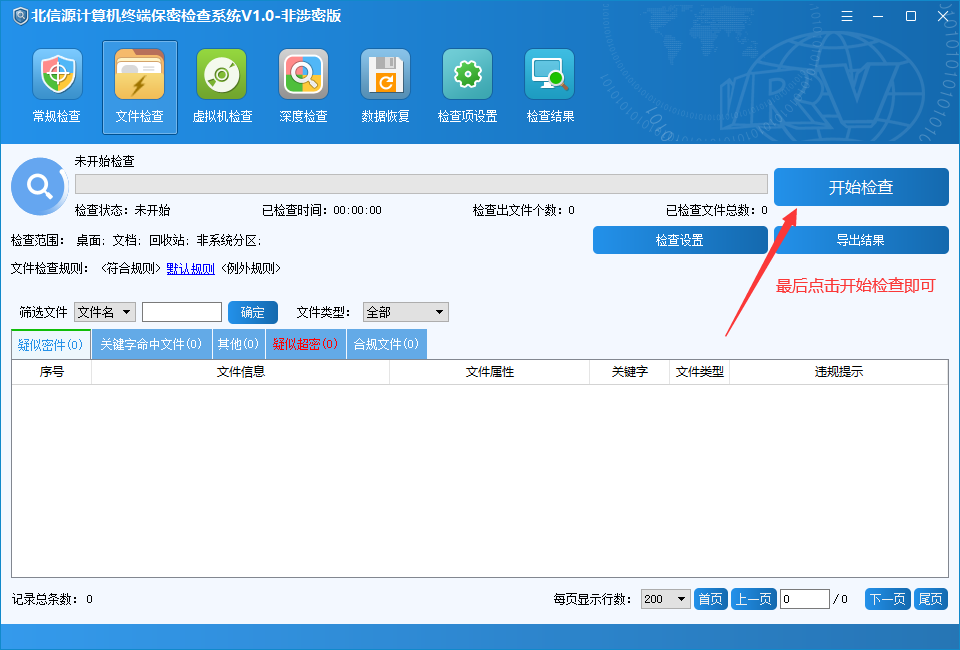 北信源计算机终端保密检查系统V1.0-非涉密版
常规检查 文件检查 虚拟机检查 深度检查 数据恢复 检查项设置 检查结果
未开始检查
开始检查
检查状态：未开始 已检查时间：00:00:00 检查出文件个数：0 已检查文件总数：0
检查范围： 桌面；文档；回收站；非系统分区；
检查设置 导出结果
文件检查规则：〈符合规则〉 默认规则 〈例外规则〉
最后点击开始检查即可
筛选文件 文件名 确定 文件类型： 全部
疑似密件(0) 关键字命中文件(0) 其他(0) 疑似超密(0) 合规文件(0)
序号 文件信息 文件属性 关键字 文件类型 违规提示
记录总条数： 0 每页显示行数： 200 首页 上一页 0 / 0 下一页 尾页